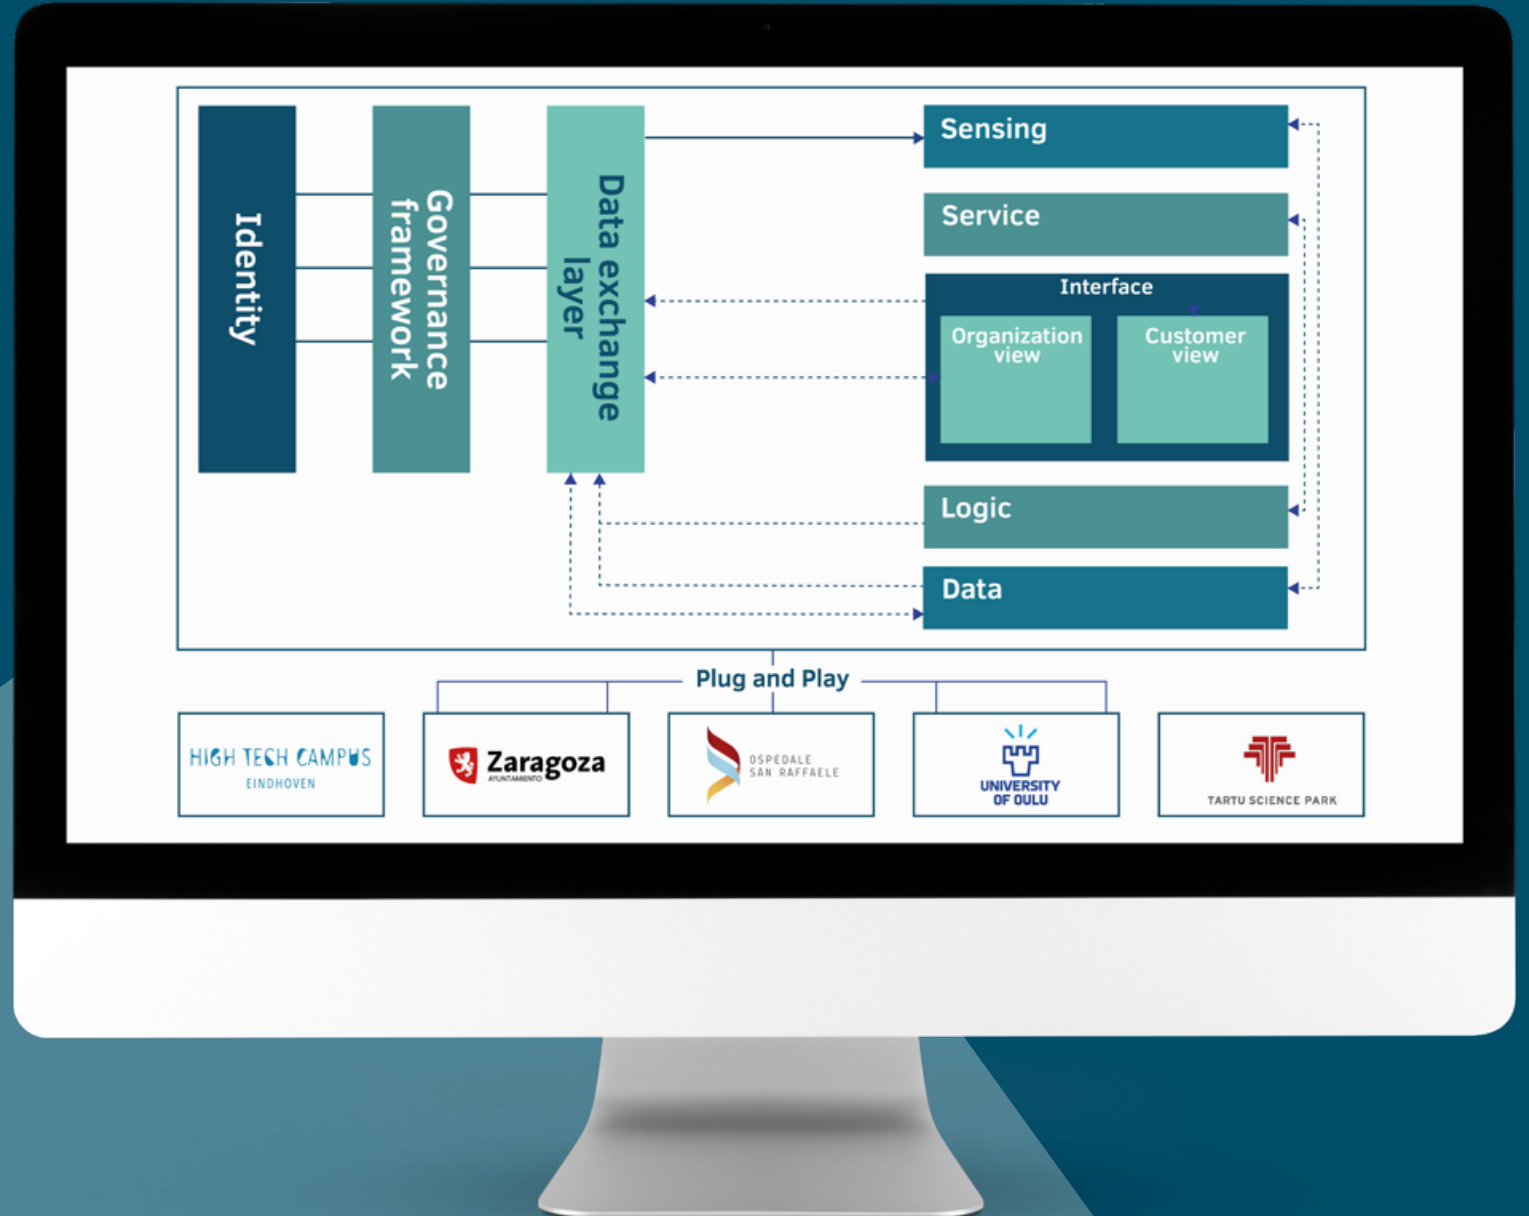 Identity
Governance
framework
Data exchange
layer
Sensing
Service
Interface
Organization
view
Customer
view
Logic
Data
Plug and Play
HIGH TECH CAMPUS
EINDHOVEN
Zaragoza
AYUNTAMIENTO
OSPEDALE
SAN RAFFAELE
UNIVERSITY
OF OULU
TARTU SCIENCE PARK